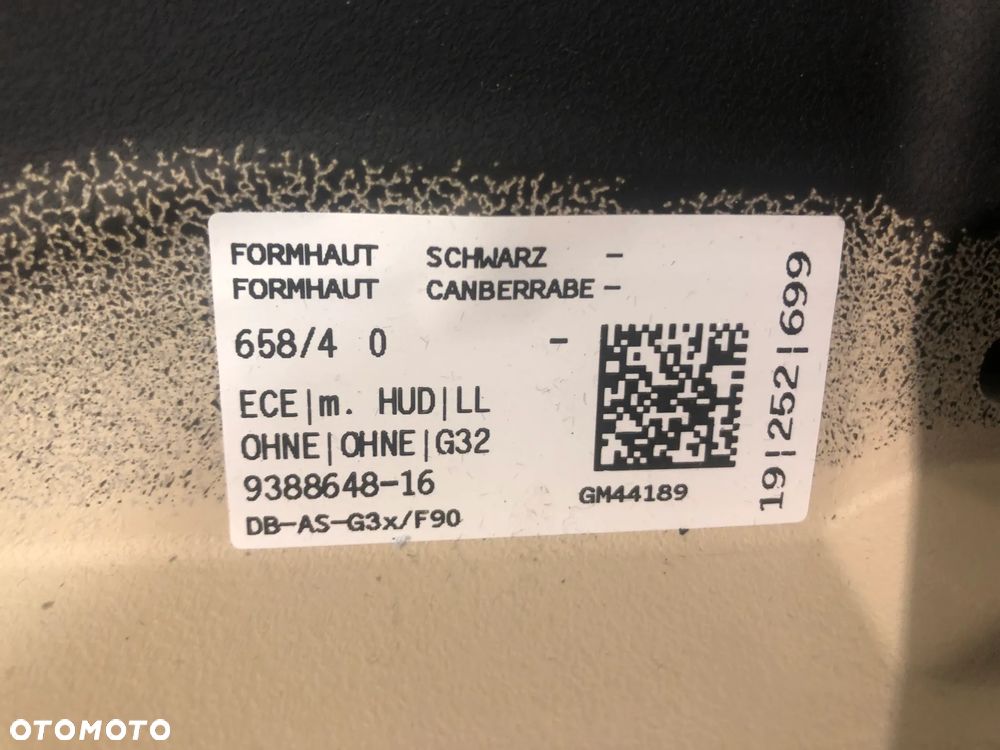 FORMHAUT SCHWARZ -
FORMHAUT CANBERRABE -
658/4 0 -
ECE|m. HUD|LL
OHNE|OHNE|G32
9388648-16
DB-AS-G3x/F90
GM44189
19|252|699
OTOMOTO